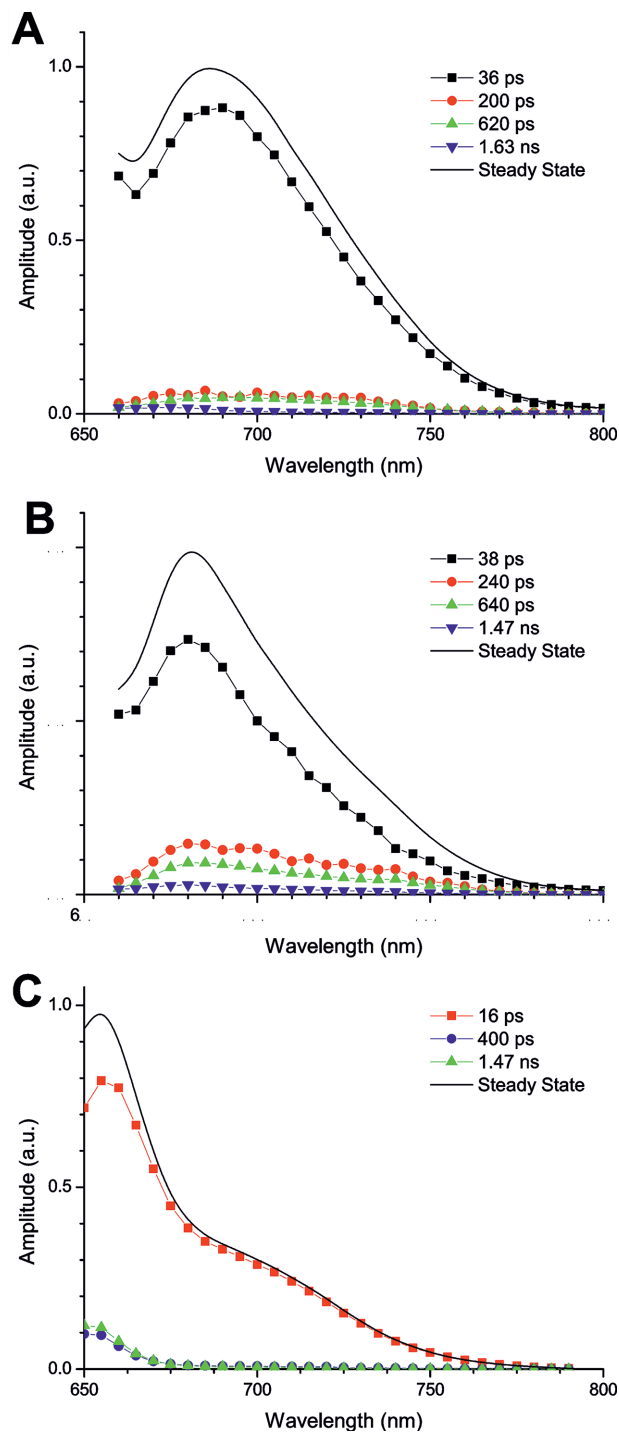 A
1.0
0.5
0.0
Amplitude (a.u.)
36 ps
200 ps
620 ps
1.63 ns
Steady State
650
700
750
800
Wavelength (nm)
B
Amplitude (a.u.)
38 ps
240 ps
640 ps
1.47 ns
Steady State
6
Wavelength (nm)
C
1.0
0.5
0.0
Amplitude (a.u.)
16 ps
400 ps
1.47 ns
Steady State
650
700
750
800
Wavelength (nm)